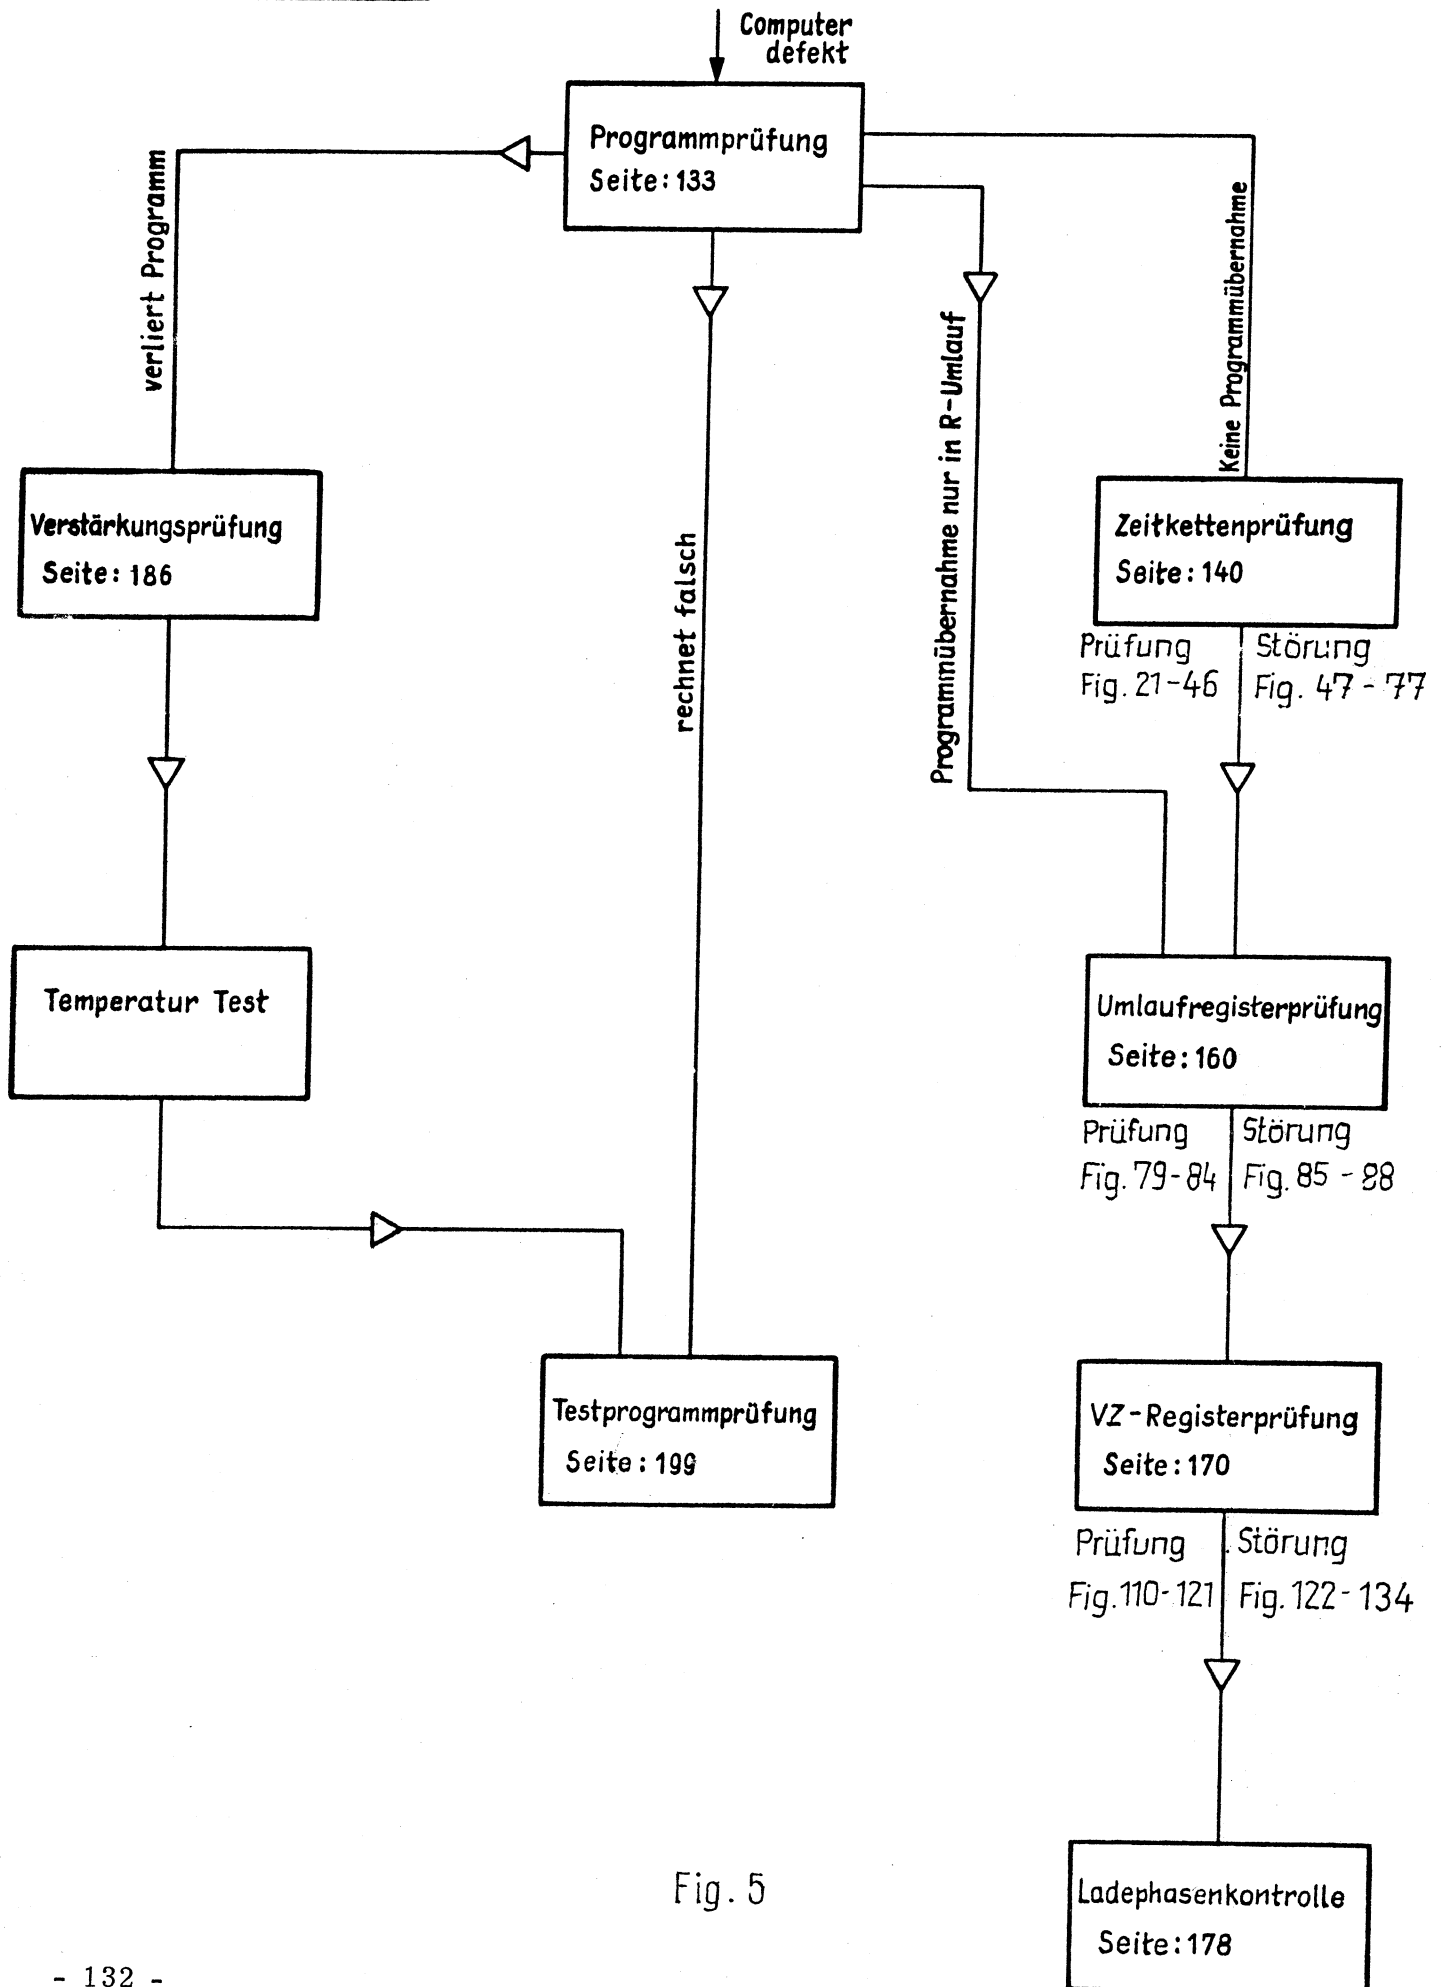 Computer
defekt
Programmprüfung
Seite: 133
verliert Programm
rechnet falsch
Programmübernahme nur in R-Umlauf
Keine Programmübernahme
Verstärkungsprüfung
Seite: 186
Zeitkettenprüfung
Seite: 140
Prüfung Störung
Fig. 21-46 Fig. 47-77
Temperatur Test
Umlaufregisterprüfung
Seite: 160
Prüfung Störung
Fig. 79-84 Fig. 85-88
Testprogrammprüfung
Seite: 199
VZ-Registerprüfung
Seite: 170
Prüfung Störung
Fig. 110-121 Fig. 122-134
Ladephasenkontrolle
Seite: 178
Fig. 5
- 132 -